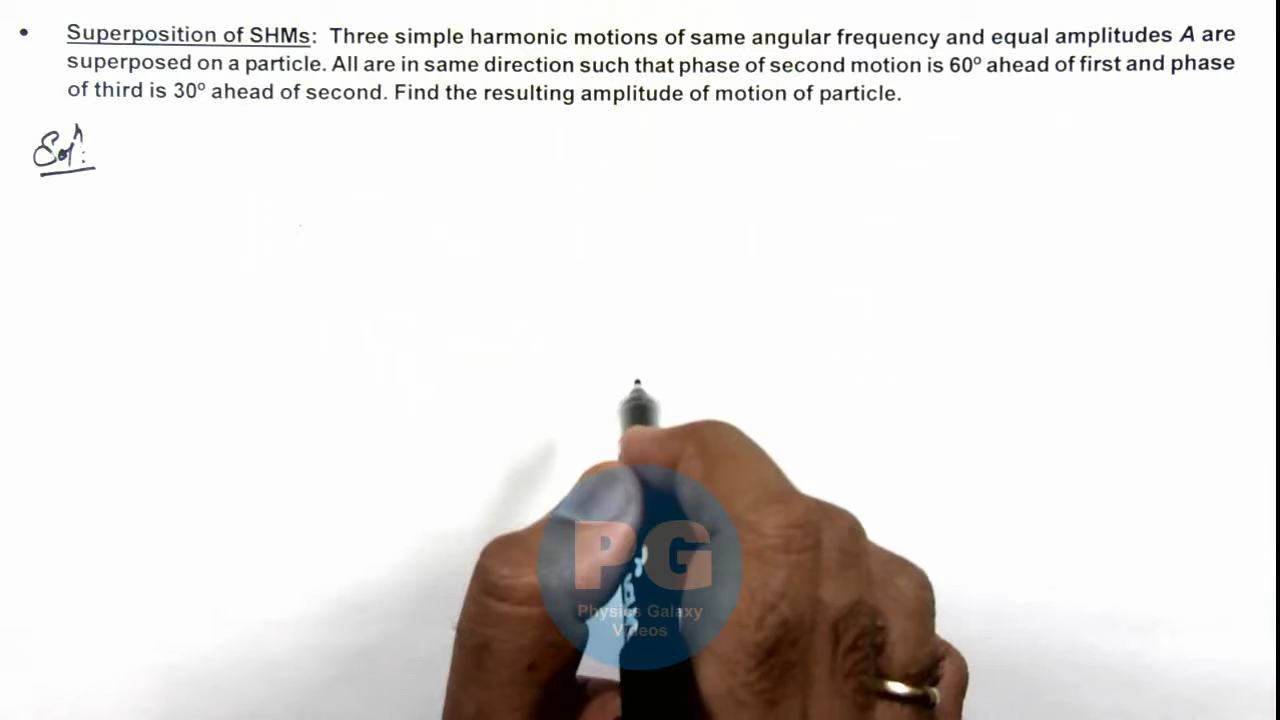 • Superposition of SHMs: Three simple harmonic motions of same angular frequency and equal amplitudes A are
superposed on a particle. All are in same direction such that phase of second motion is 60º ahead of first and phase
of third is 30º ahead of second. Find the resulting amplitude of motion of particle.
Solⁿ:
PG
Physics Galaxy
Videos